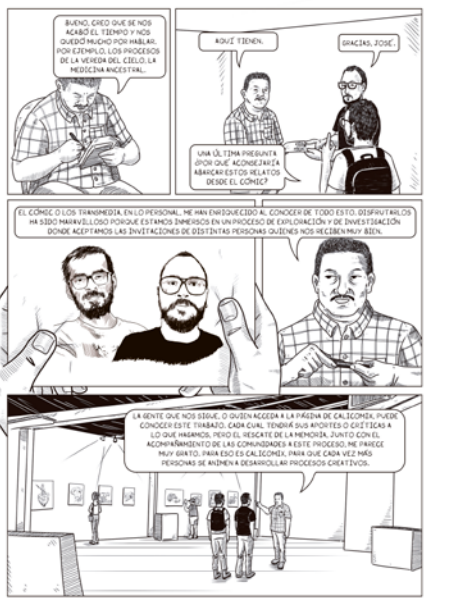 BUENO, CREO QUE SE NOS
ACABÓ EL TIEMPO Y NOS
QUEDÓ MUCHO POR HABLAR.
POR EJEMPLO, LOS PROCESOS
DE LA VEREDA DEL CIELO, LA
MEDICINA ANCESTRAL.
AQUÍ TIENEN.
GRACIAS, JOSÉ.
UNA ÚLTIMA PREGUNTA
¿POR QUÉ ACONSEJARÍA
ABARCAR ESTOS RELATOS
DESDE EL CÓMIC?
EL CÓMIC O LOS TRANSMEDIA, EN LO PERSONAL, ME HAN ENRIQUECIDO AL CONOCER DE TODO ESTO. DISFRUTARLOS
HA SIDO MARAVILLOSO PORQUE ESTAMOS INMERSOS EN UN PROCESO DE EXPLORACIÓN Y DE INVESTIGACIÓN
DONDE ACEPTAMOS LAS INVITACIONES DE DISTINTAS PERSONAS QUIENES NOS RECIBEN MUY BIEN.
LA GENTE QUE NOS SIGUE, O QUIEN ACCEDA A LA PÁGINA DE CALICOMIX, PUEDE
CONOCER ESTE TRABAJO. CADA CUAL TENDRÁ SUS APORTES O CRÍTICAS A
LO QUE HAGAMOS, PERO EL RESCATE DE LA MEMORIA, JUNTO CON EL
ACOMPAÑAMIENTO DE LAS COMUNIDADES A ESTE PROCESO, ME PARECE
MUY GRATO. PARA ESO ES CALICOMIX, PARA QUE CADA VEZ MÁS
PERSONAS SE ANIMEN A DESARROLLAR PROCESOS CREATIVOS.